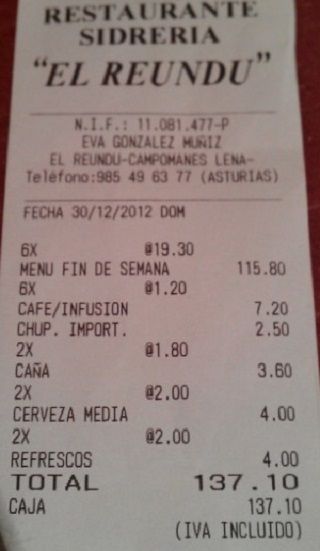 RESTAURANTE
SIDRERIA
"EL REUNDU"
N.I.F.: 11.081.477-P
EVA GONZALEZ MUÑIZ
EL REUNDU-CAMPOMANES LENA-
Teléfono:985 49 63 77 (ASTURIAS)
FECHA 30/12/2012 DOM
6X @19.30
MENU FIN DE SEMANA 115.80
6X @1.20
CAFE/INFUSION 7.20
CHUP. IMPORT. 2.50
2X @1.80
CAÑA 3.60
2X @2.00
CERVEZA MEDIA 4.00
2X @2.00
REFRESCOS 4.00
TOTAL 137.10
CAJA 137.10
(IVA INCLUIDO)